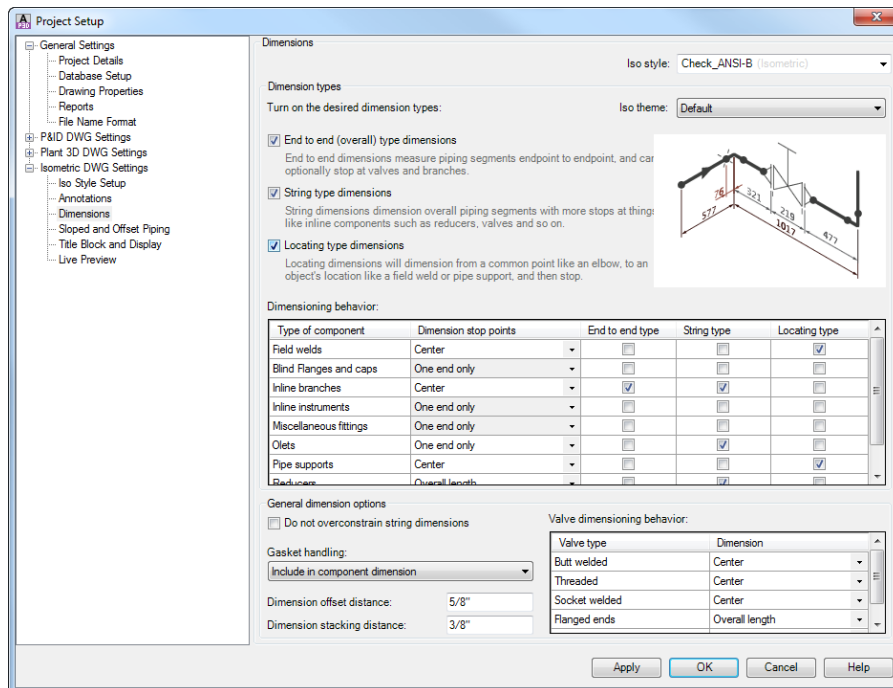 A P3D Project Setup
General Settings
Project Details
Database Setup
Drawing Properties
Reports
File Name Format
P&ID DWG Settings
Plant 3D DWG Settings
Isometric DWG Settings
Iso Style Setup
Annotations
Dimensions
Sloped and Offset Piping
Title Block and Display
Live Preview
Dimensions
Iso style: Check_ANSI-B (Isometric)
Dimension types
Turn on the desired dimension types:
Iso theme: Default
End to end (overall) type dimensions
End to end dimensions measure piping segments endpoint to endpoint, and can
optionally stop at valves and branches.
String type dimensions
String dimensions dimension overall piping segments with more stops at things
like inline components such as reducers, valves and so on.
Locating type dimensions
Locating dimensions will dimension from a common point like an elbow, to an
object's location like a field weld or pipe support, and then stop.
76
577
321
219
477
1017
Dimensioning behavior:
Type of component Dimension stop points End to end type String type Locating type
Field welds Center
Blind Flanges and caps One end only
Inline branches Center
Inline instruments One end only
Miscellaneous fittings One end only
Olets One end only
Pipe supports Center
Reducers Overall length
General dimension options
Do not overconstrain string dimensions
Gasket handling:
Include in component dimension
Dimension offset distance: 5/8"
Dimension stacking distance: 3/8"
Valve dimensioning behavior:
Valve type Dimension
Butt welded Center
Threaded Center
Socket welded Center
Flanged ends Overall length
Apply OK Cancel Help